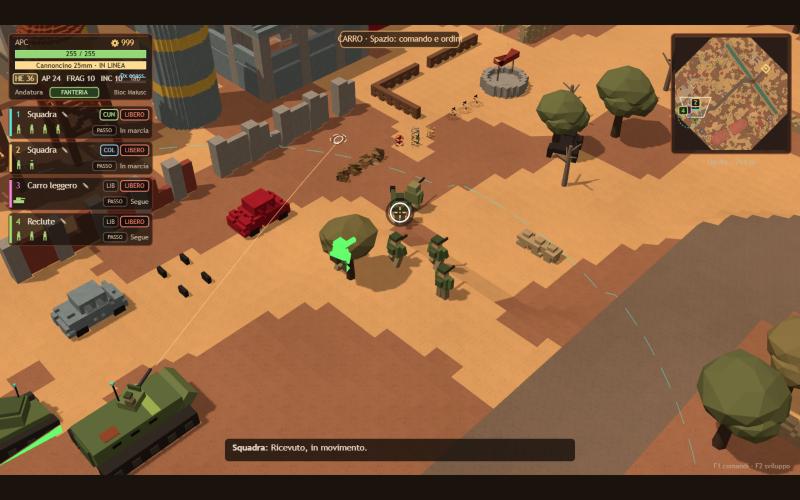 APC 999
CARRO · Spazio: comando e ordin
255 / 255
Cannoncino 25mm · IN LINEA
HE 36 AP 24 FRAG 10 INC 10
Andatura FANTERIA Bloc Maiusc
1 Squadra CUN LIBERO
PASSO In marcia
2 Squadra COL LIBERO
PASSO In marcia
3 Carro leggero LIB LIBERO
PASSO Segue
4 Reclute LIB LIBERO
PASSO Segue
2
4
Squadra: Ricevuto, in movimento.
F1 comandi · F2 sviluppo